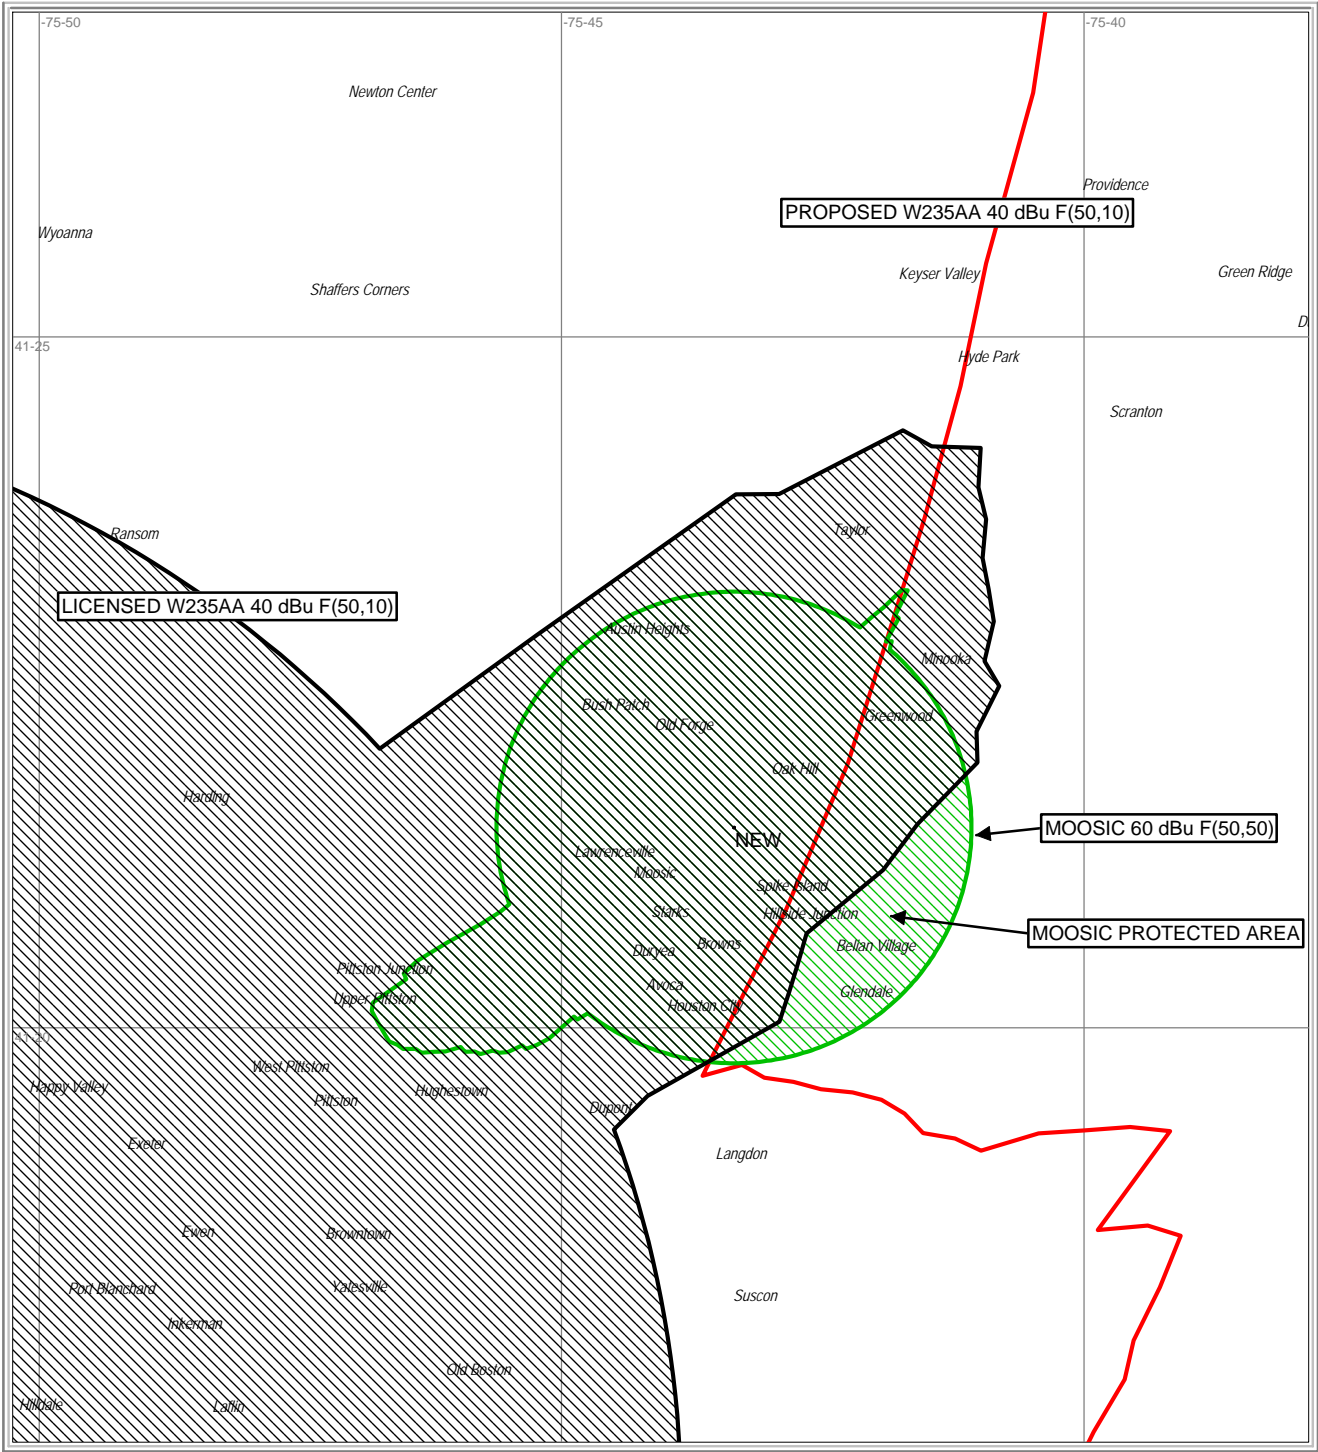 -75-50
-75-45
-75-40
Newton Center
Providence
PROPOSED W235AA 40 dBu F(50,10)
Wyoanna
Keyser Valley
Green Ridge
Shaffers Corners
D
41-25
Hyde Park
Scranton
Ransom
Taylor
LICENSED W235AA 40 dBu F(50,10)
Austin Heights
Minooka
Bush Patch
Greenwood
Old Forge
Oak Hill
Harding
MOOSIC 60 dBu F(50,50)
NEW
Lawrenceville
Moosic
Spike Island
Starks
Hillside Junction
MOOSIC PROTECTED AREA
Browns
Bellan Village
Duryea
Pittston Junction
Avoca
Glendale
Upper Pittston
Houston City
41-20
West Pittston
Happy Valley
Hughestown
Pittston
Dupont
Exeter
Langdon
Ewen
Browntown
Port Blanchard
Yatesville
Suscon
Inkerman
Old Boston
Hilldale
Laflin